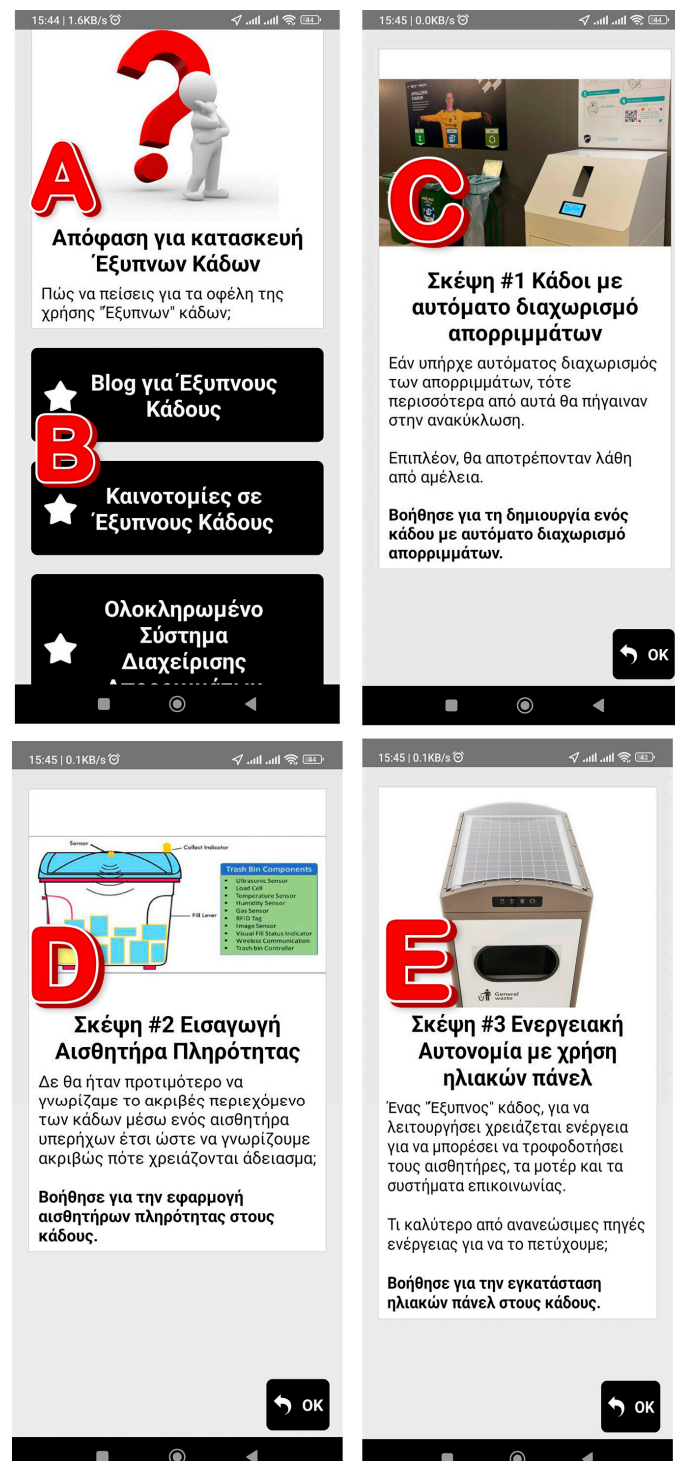 15:44 | 1.6KB/s
44
A
Απόφαση για κατασκευή
Έξυπνων Κάδων
Πώς να πείσεις για τα οφέλη της
χρήσης "Έξυπνων" κάδων;
B
Blog για Έξυπνους
Κάδους
Καινοτομίες σε
Έξυπνους Κάδους
Ολοκληρωμένο
Σύστημα
Διαχείρισης
15:45 | 0.0KB/s
44
C
Σκέψη #1 Κάδοι με
αυτόματο διαχωρισμό
απορριμμάτων
Εάν υπήρχε αυτόματος διαχωρισμός
των απορριμμάτων, τότε
περισσότερα από αυτά θα πήγαιναν
στην ανακύκλωση.
Επιπλέον, θα αποτρέπονταν λάθη
από αμέλεια.
Βοήθησε για τη δημιουργία ενός
κάδου με αυτόματο διαχωρισμό
απορριμμάτων.
OK
15:45 | 0.1KB/s
44
Sensor
Collect Indicator
Fill Lever
Trash Bin Components
Ultrasonic Sensor
Load Cell
Temperature Sensor
Humidity Sensor
Gas Sensor
RFID Tag
Image Sensor
Visual Fill Status Indicator
Wireless Communication
Trash bin Controller
D
Σκέψη #2 Εισαγωγή
Αισθητήρα Πληρότητας
Δε θα ήταν προτιμότερο να
γνωρίζαμε το ακριβές περιεχόμενο
των κάδων μέσω ενός αισθητήρα
υπερήχων έτσι ώστε να γνωρίζουμε
ακριβώς πότε χρειάζονται άδειασμα;
Βοήθησε για την εφαρμογή
αισθητήρων πληρότητας στους
κάδους.
OK
15:45 | 0.1KB/s
43
E
General
waste
Σκέψη #3 Ενεργειακή
Αυτονομία με χρήση
ηλιακών πάνελ
Ένας "Έξυπνος" κάδος, για να
λειτουργήσει χρειάζεται ενέργεια
για να μπορέσει να τροφοδοτήσει
τους αισθητήρες, τα μοτέρ και τα
συστήματα επικοινωνίας.
Τι καλύτερο από ανανεώσιμες πηγές
ενέργειας για να το πετύχουμε;
Βοήθησε για την εγκατάσταση
ηλιακών πάνελ στους κάδους.
OK